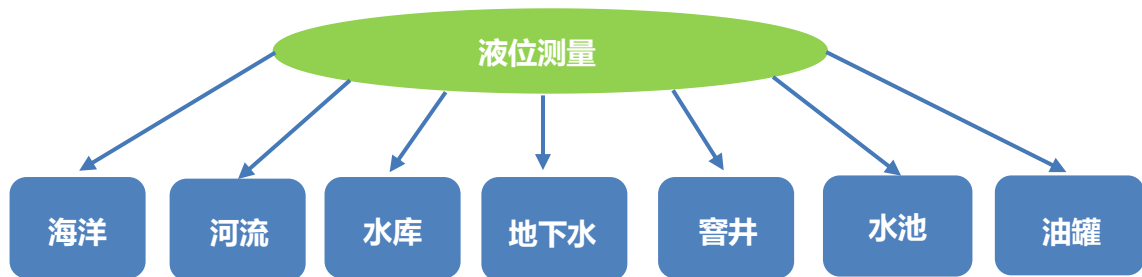 液位测量
海洋
河流
水库
地下水
窨井
水池
油罐